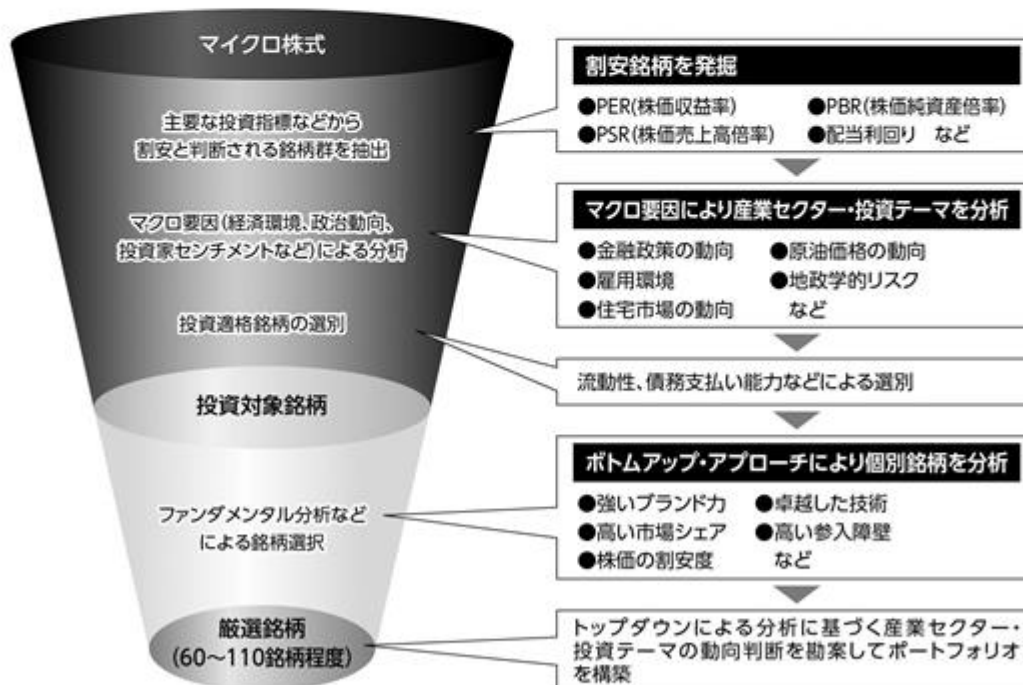 マイクロ株式
主要な投資指標などから
割安と判断される銘柄群を抽出
マクロ要因(経済環境、政治動向、
投資家センチメントなど)による分析
投資適格銘柄の選別
投資対象銘柄
ファンダメンタル分析など
による銘柄選択
厳選銘柄
(60～110銘柄程度)
割安銘柄を発掘
●PER(株価収益率) ●PBR(株価純資産倍率)
●PSR(株価売上高倍率) ●配当利回り など
マクロ要因により産業セクター・投資テーマを分析
●金融政策の動向 ●原油価格の動向
●雇用環境 ●地政学的リスク
●住宅市場の動向 など
流動性、債務支払い能力などによる選別
ボトムアップ・アプローチにより個別銘柄を分析
●強いブランド力 ●卓越した技術
●高い市場シェア ●高い参入障壁
●株価の割安度 など
トップダウンによる分析に基づく産業セクター・
投資テーマの動向判断を勘案してポートフォリオ
を構築